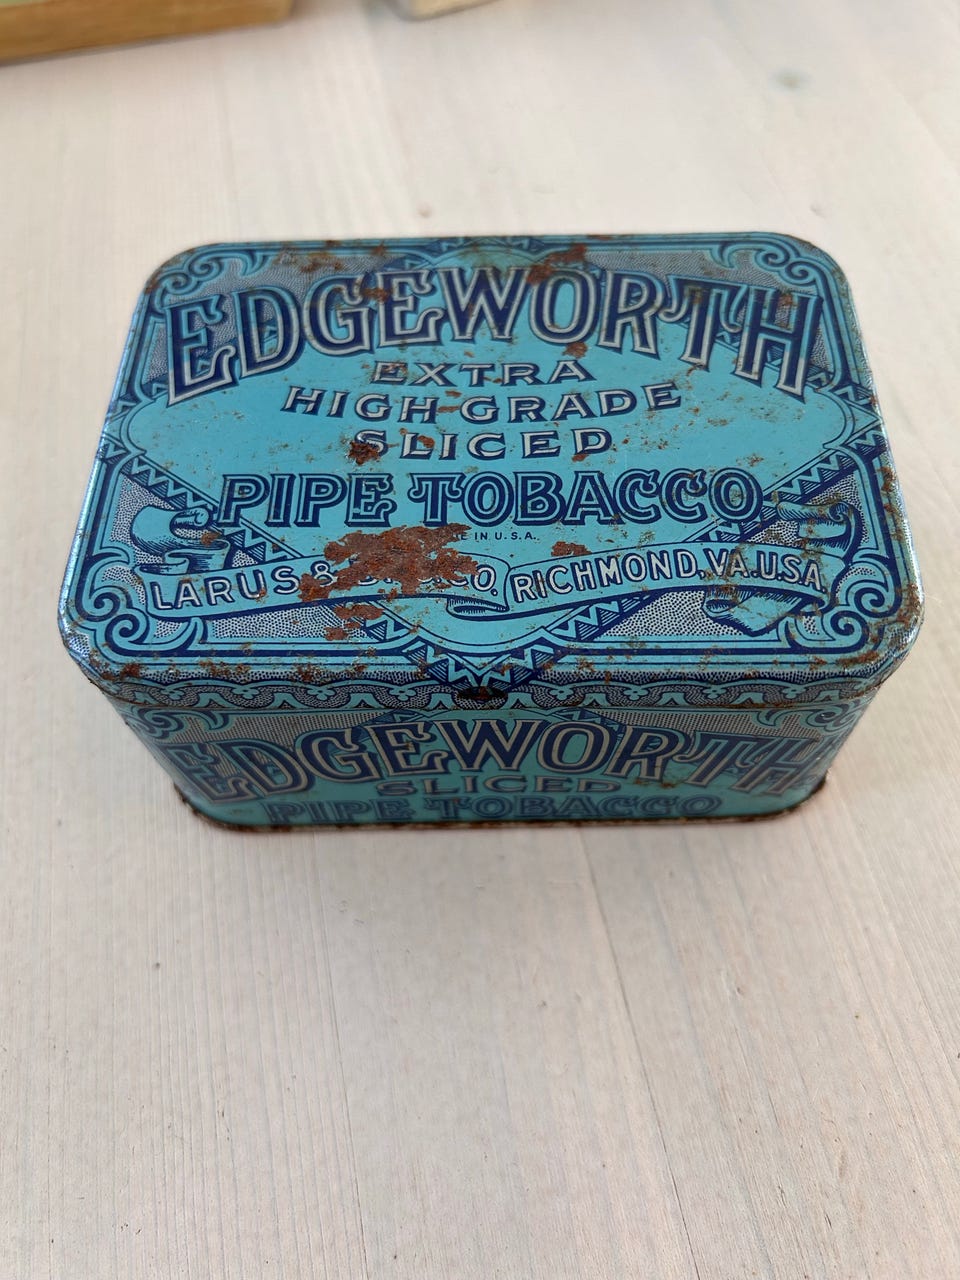 EDGEWORTH
EXTRA
HIGH-GRADE
SLICED
PIPE TOBACCO
IN U.S.A.
LARUS & CO. RICHMOND, VA. U.S.A.
EDGEWORTH
SLICED
PIPE TOBACCO